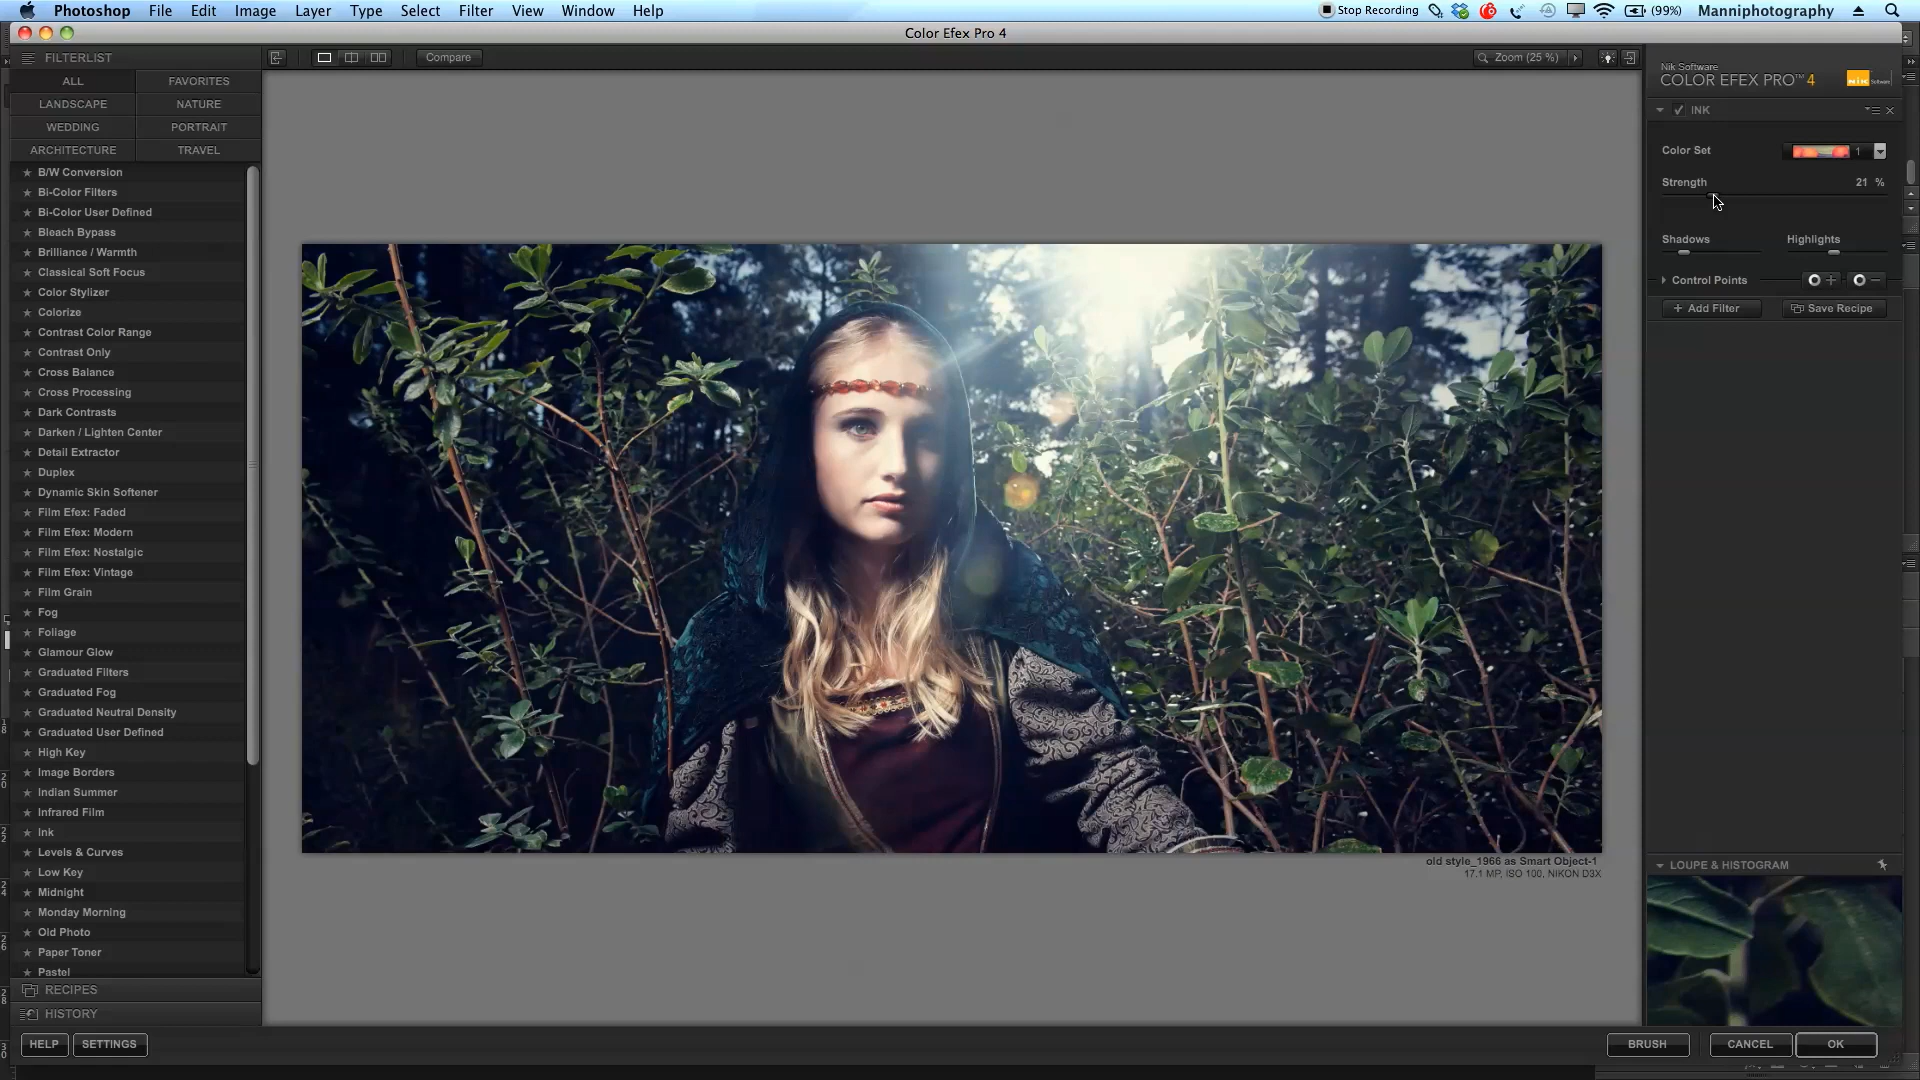 Photoshop File Edit Image Layer Type Select Filter View Window Help
Stop Recording (99%) Manniphotography
Color Efex Pro 4
FILTERLIST
Compare
Zoom (25 %)
ALL FAVORITES
LANDSCAPE NATURE
WEDDING PORTRAIT
ARCHITECTURE TRAVEL
B/W Conversion
Bi-Color Filters
Bi-Color User Defined
Bleach Bypass
Brilliance / Warmth
Classical Soft Focus
Color Stylizer
Colorize
Contrast Color Range
Contrast Only
Cross Balance
Cross Processing
Dark Contrasts
Darken / Lighten Center
Detail Extractor
Duplex
Dynamic Skin Softener
Film Efex: Faded
Film Efex: Modern
Film Efex: Nostalgic
Film Efex: Vintage
Film Grain
Fog
Foliage
Glamour Glow
Graduated Filters
Graduated Fog
Graduated Neutral Density
Graduated User Defined
High Key
Image Borders
Indian Summer
Infrared Film
Ink
Levels & Curves
Low Key
Midnight
Monday Morning
Old Photo
Paper Toner
Pastel
RECIPES
HISTORY
HELP SETTINGS
old style_1966 as Smart Object-1
17.1 MP, ISO 100, NIKON D3X
Nik Software
COLOR EFEX PRO™ 4
nik Software
INK
Color Set 1
Strength 21 %
Shadows Highlights
Control Points
+ Add Filter Save Recipe
LOUPE & HISTOGRAM
BRUSH CANCEL OK